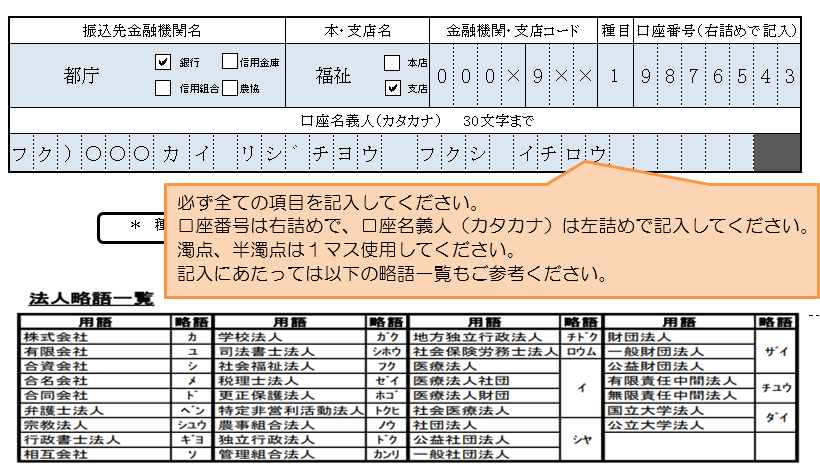 振込先金融機関名 本・支店名 金融機関・支店コード 種目 口座番号(右詰めで記入)
都庁 銀行 信用金庫 信用組合 農協 福祉 本店 支店 000×9×× 1 9876543
口座名義人(カタカナ) 30文字まで
フク)〇〇〇カイ リシ゛チヨウ フクシ イチロウ
必ず全ての項目を記入してください。
口座番号は右詰めで、口座名義人(カタカナ)は左詰めで記入してください。
濁点、半濁点は1マス使用してください。
記入にあたっては以下の略語一覧もご参考ください。
*
法人略語一覧
用語 略語 用語 略語 用語 略語 用語 略語
株式会社 カ 学校法人 ガク 地方独立行政法人 チドク 財団法人 ザイ
有限会社 ユ 司法書士法人 シホウ 社会保険労務士法人 ロウム 一般財団法人
合資会社 シ 社会福祉法人 フク 医療法人 イ 公益財団法人
合名会社 メ 税理士法人 ゼイ 医療法人社団 有限責任中間法人 チユウ
合同会社 ド 更正保護法人 ホゴ 医療法人財団 無限責任中間法人
弁護士法人 ベン 特定非営利活動法人 トクヒ 社会医療法人 国立大学法人 ダイ
宗教法人 シユウ 農事組合法人 ノウ 社団法人 シヤ 公立大学法人
行政書士法人 ギヨ 独立行政法人 ドク 公益社団法人
相互会社 ソ 管理組合法人 カンリ 一般社団法人